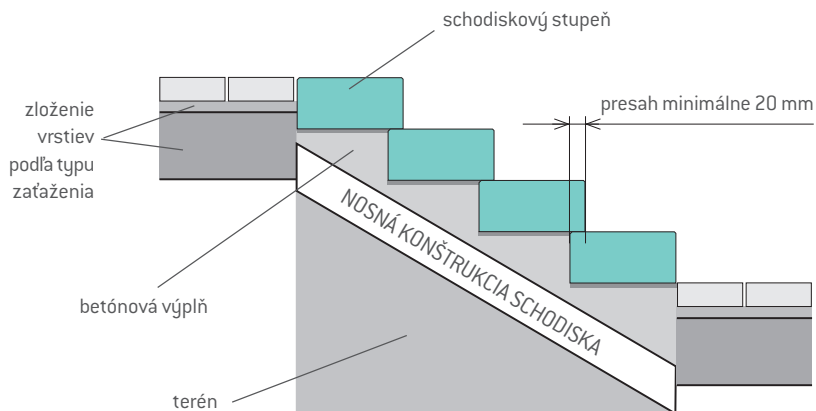 schodiskový stupeň
presah minimálne 20 mm
zloženie
vrstiev
podľa typu
zaťaženia
NOSNÁ KONŠTRUKCIA SCHODISKA
betónová výplň
terén